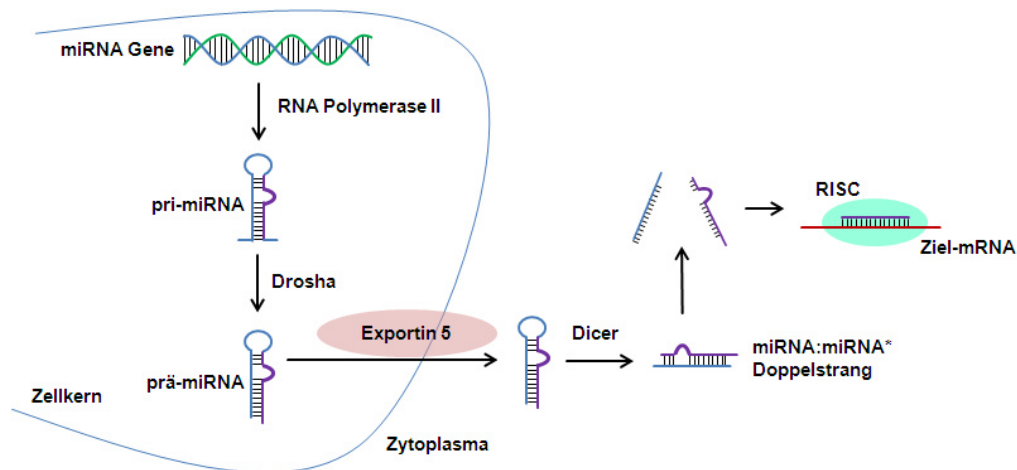 miRNA Gene
RNA Polymerase II
pri-miRNA
Drosha
prä-miRNA
Exportin 5
Zellkern
Zytoplasma
Dicer
miRNA:miRNA*
Doppelstrang
RISC
Ziel-mRNA